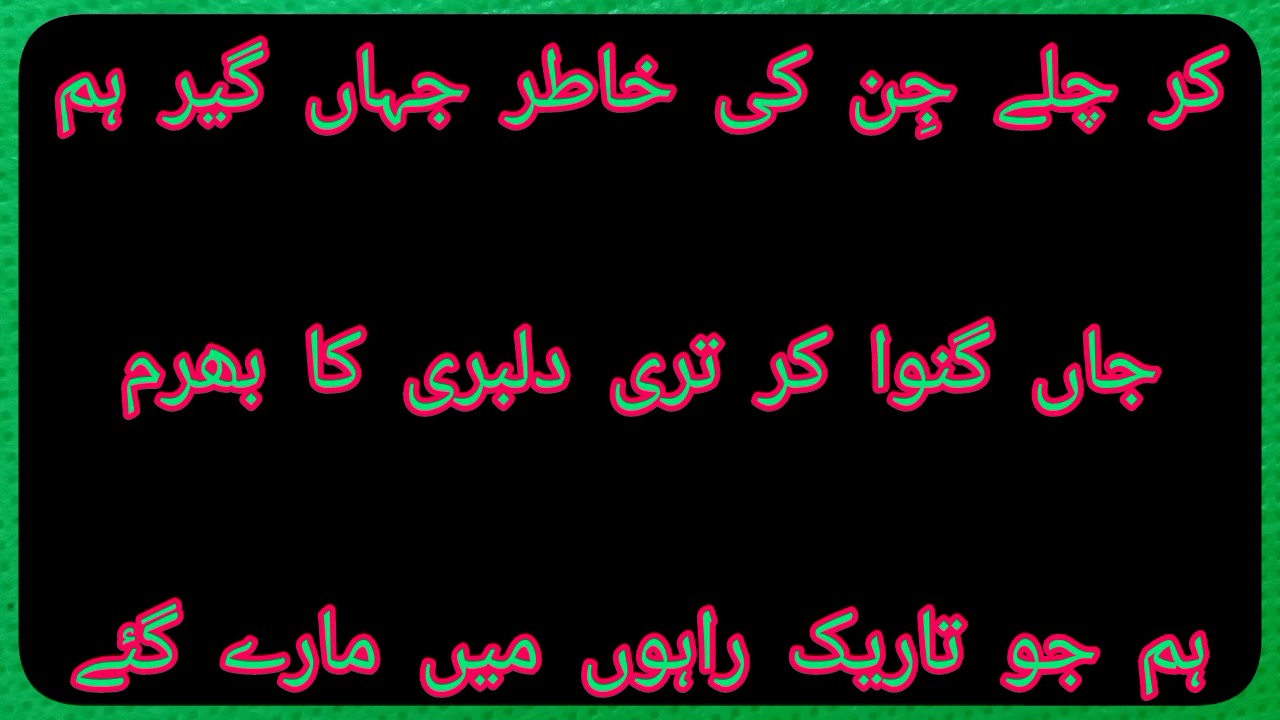 کر چلے جِن کی خاطر جہاں گیر ہم
جاں گنوا کر تری دلبری کا بھرم
ہم جو تاریک راہوں میں مارے گئے